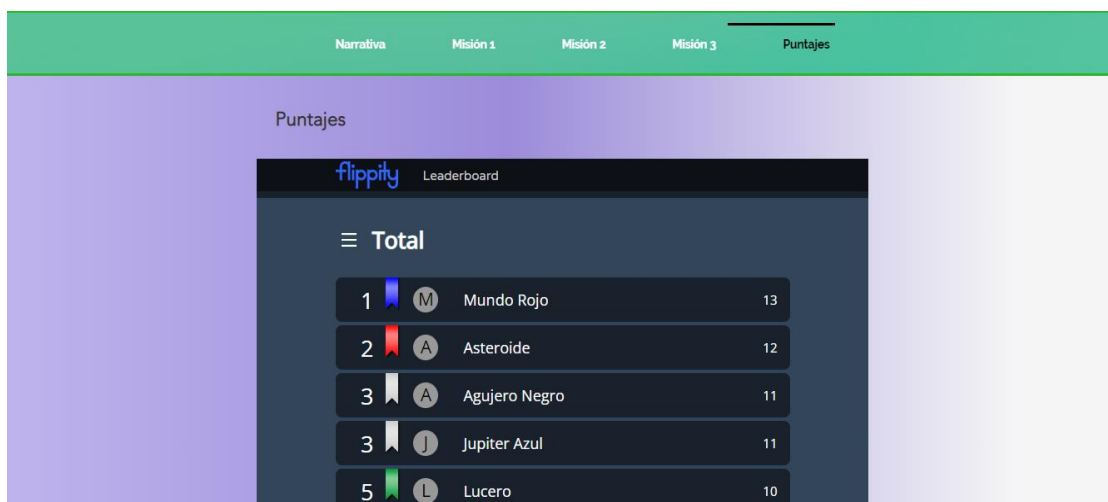 Narrativa Misión 1 Misión 2 Misión 3 Puntajes
Puntajes
flippity Leaderboard
Total
1 M Mundo Rojo 13
2 A Asteroide 12
3 A Agujero Negro 11
3 J Jupiter Azul 11
5 L Lucero 10